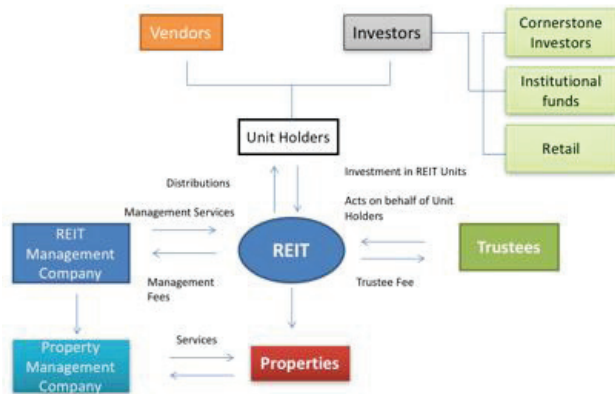 Vendors
Investors
Cornerstone
Investors
Institutional
funds
Retail
Unit Holders
Distributions
Investment in REIT Units
Management Services
Acts on behalf of Unit
Holders
REIT
Management
Company
REIT
Trustees
Management
Fees
Trustee Fee
Property
Management
Company
Services
Properties